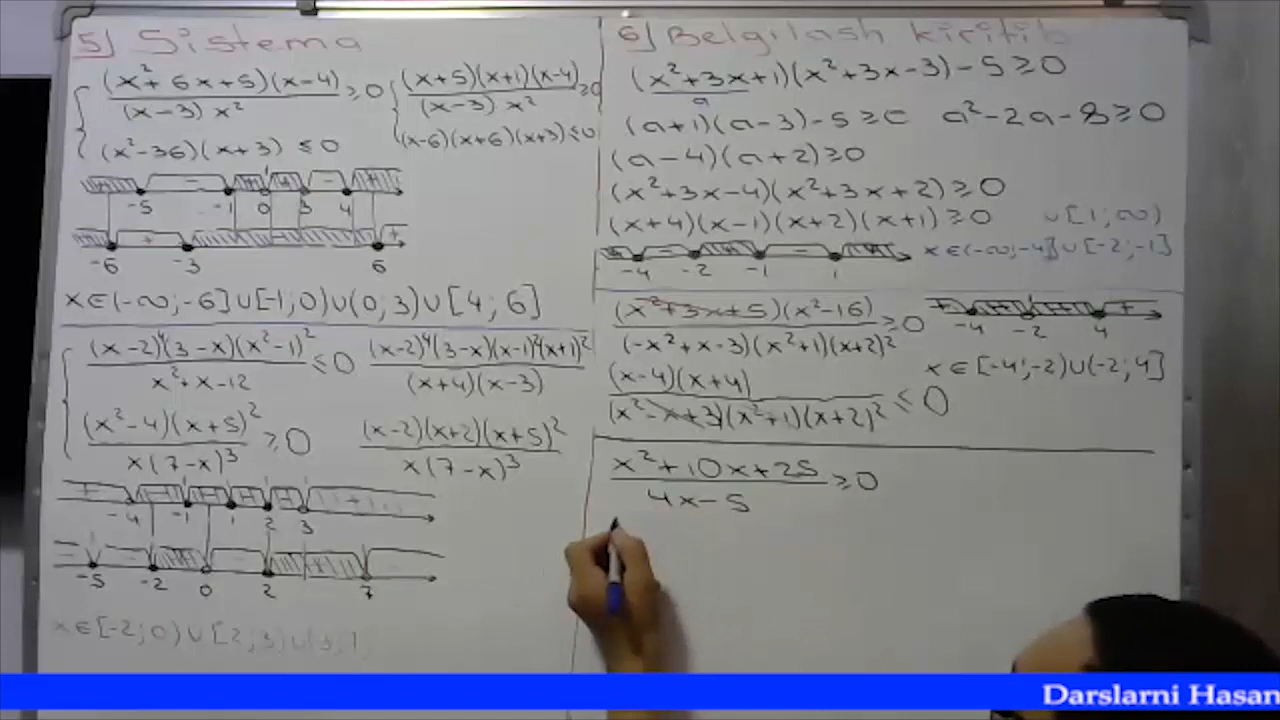 5) Sistema
(x²+6x+5)(x-4)/(x-3)x² ≥0 (x+5)(x+1)(x-4)/(x-3)x² ≥0
(x²-36)(x+3) ≤0 (x-6)(x+6)(x+3) ≤0
-5 -1 0 3 4
-6 -3 6
x∈(-∞;-6]∪[-1;0)∪(0;3)∪[4;6]
(x-2)⁴(3-x)(x²-1)²/x²+x-12 ≤0 (x-2)⁴(3-x)(x-1)²(x+1)²/(x+4)(x-3)
(x²-4)(x+5)²/x(7-x)³ ≥0 (x-2)(x+2)(x+5)²/x(7-x)³
-4 -1 1 2 3
-5 -2 0 2 7
x∈[-2;0)∪[2;3)∪(3;
6) Belgilash kiritib
(x²+3x+1)(x²+3x-3)-5≥0
a
(a+1)(a-3)-5≥0 a²-2a-8≥0
(a-4)(a+2)≥0
(x²+3x-4)(x²+3x+2)≥0
(x+4)(x-1)(x+2)(x+1)≥0 ∪[1;∞)
x∈(-∞;-4]∪[-2;-1]
-4 -2 -1 1
(x²+3x+5)(x²-16)/(-x²+x-3)(x²+1)(x+2)² ≥0
-4 -2 4
x∈[-4;-2)∪(-2;4]
(x-4)(x+4)/(x²-x+3)(x²+1)(x+2)² ≤0
x²+10x+25/4x-5 ≥0
Darslarni Hasan